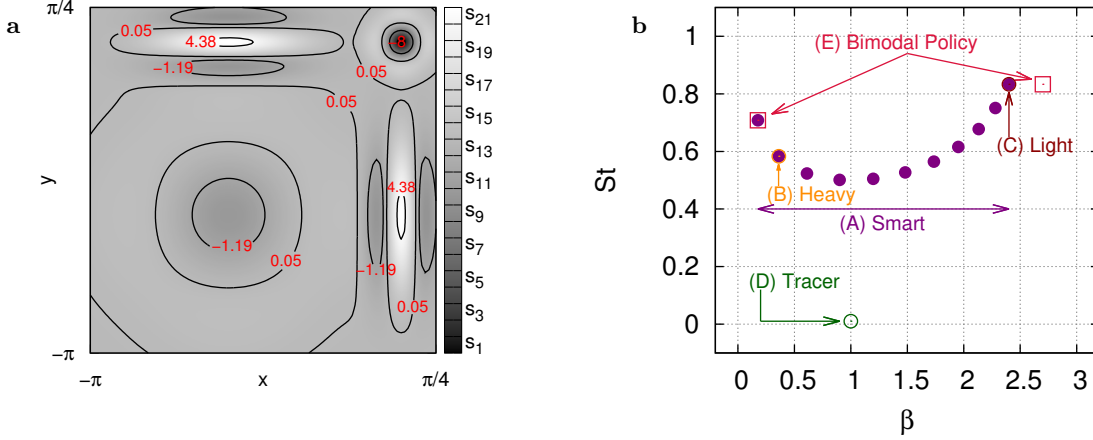 a
π/4
y
−π
−π
x
π/4
0.05
4.38
−1.19
8
0.05
0.05
0.05
−1.19
0.05
4.38
−1.19
0.05
s21
s19
s17
s15
s13
s11
s9
s7
s5
s3
s1
b
St
1
0.8
0.6
0.4
0.2
0
0
0.5
1
1.5
2
2.5
3
β
(E) Bimodal Policy
(C) Light
(B) Heavy
(A) Smart
(D) Tracer